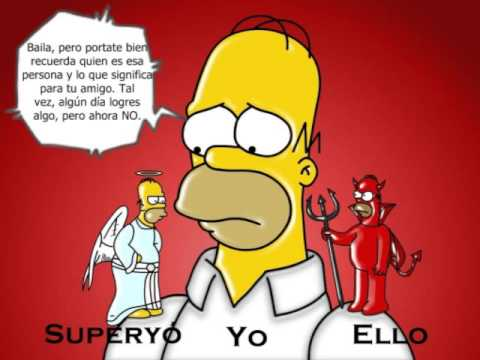 Baila, pero portate bien
recuerda quien es esa
persona y lo que significa
para tu amigo. Tal
vez, algún día logres
algo, pero ahora NO.
Superyó
Yo
Ello